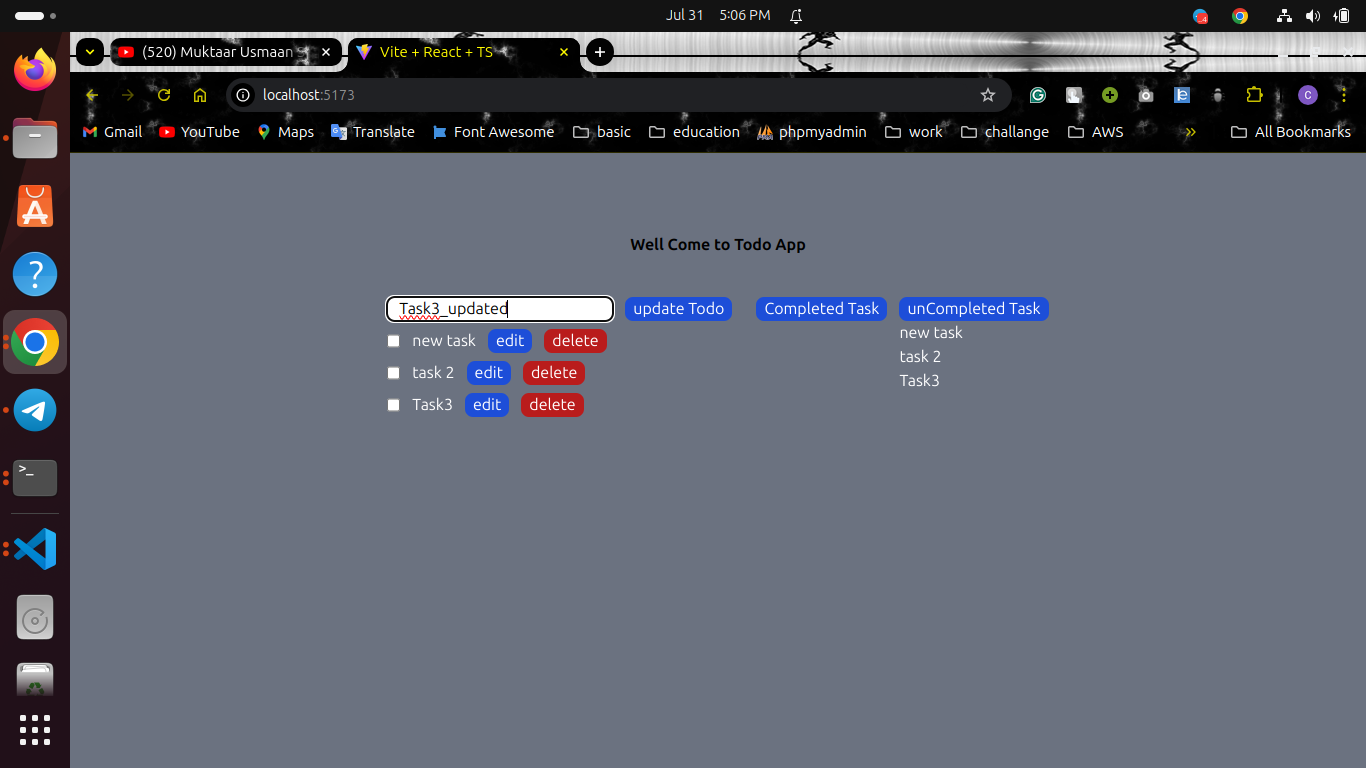 Jul 31 5:06 PM
(520) Muktaar Usmaan S
Vite + React + TS
localhost:5173
Gmail YouTube Maps Translate Font Awesome basic education phpmyadmin work challange AWS » All Bookmarks
Well Come to Todo App
Task3_updated update Todo Completed Task unCompleted Task
new task edit delete
task 2 edit delete
Task3 edit delete
new task
task 2
Task3